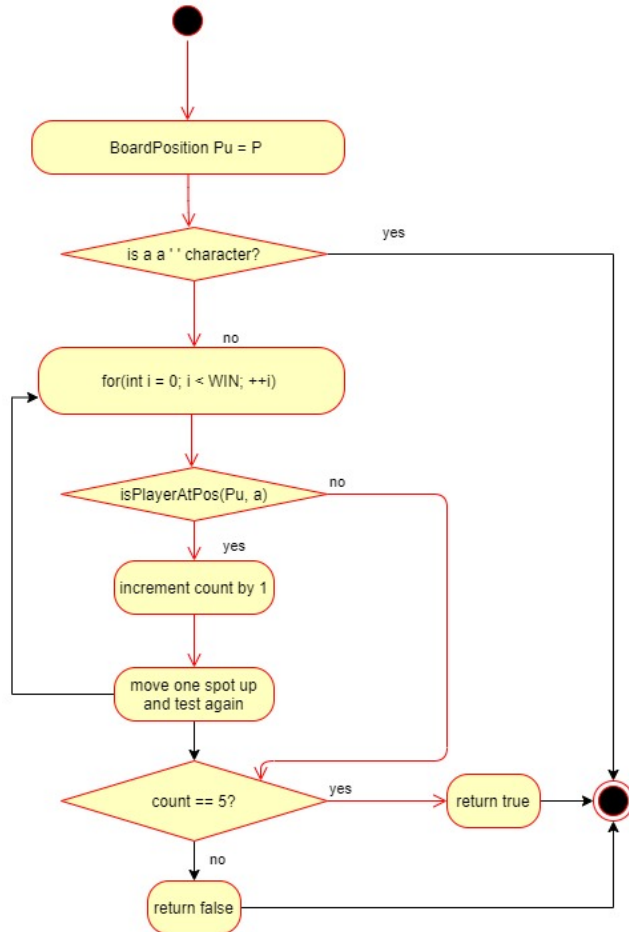 BoardPosition Pu = P
yes
is a a ' ' character?
no
for(int i = 0; i < WIN; ++i)
no
isPlayerAtPos(Pu, a)
yes
increment count by 1
move one spot up
and test again
yes
count == 5?
return true
no
return false